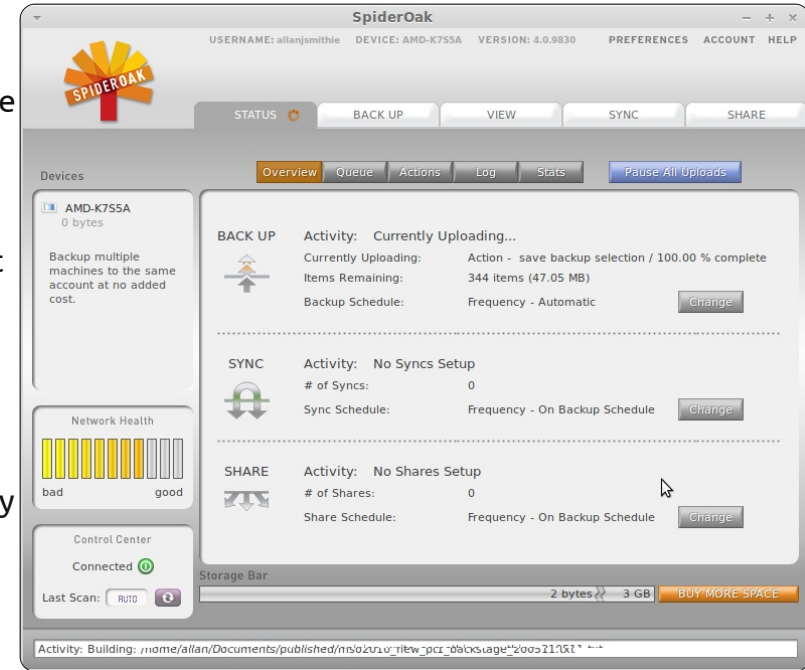 SpiderOak
USERNAME: allanjsmithie DEVICE: AMD-K7S5A VERSION: 4.0.9830 PREFERENCES ACCOUNT HELP
SPIDEROAK
STATUS BACK UP VIEW SYNC SHARE
e
Devices
Overview Queue Actions Log Stats Pause All Uploads
AMD-K7S5A
0 bytes
t
Backup multiple
machines to the same
account at no added
cost.
BACK UP Activity: Currently Uploading...
Currently Uploading: Action - save backup selection / 100.00 % complete
Items Remaining: 344 items (47.05 MB)
Backup Schedule: Frequency - Automatic Change
SYNC Activity: No Syncs Setup
# of Syncs: 0
Sync Schedule: Frequency - On Backup Schedule Change
Network Health
bad good
y
SHARE Activity: No Shares Setup
# of Shares: 0
Share Schedule: Frequency - On Backup Schedule Change
Control Center
Connected
Last Scan: AUTO
Storage Bar
2 bytes 3 GB BUY MORE SPACE
Activity: Building: